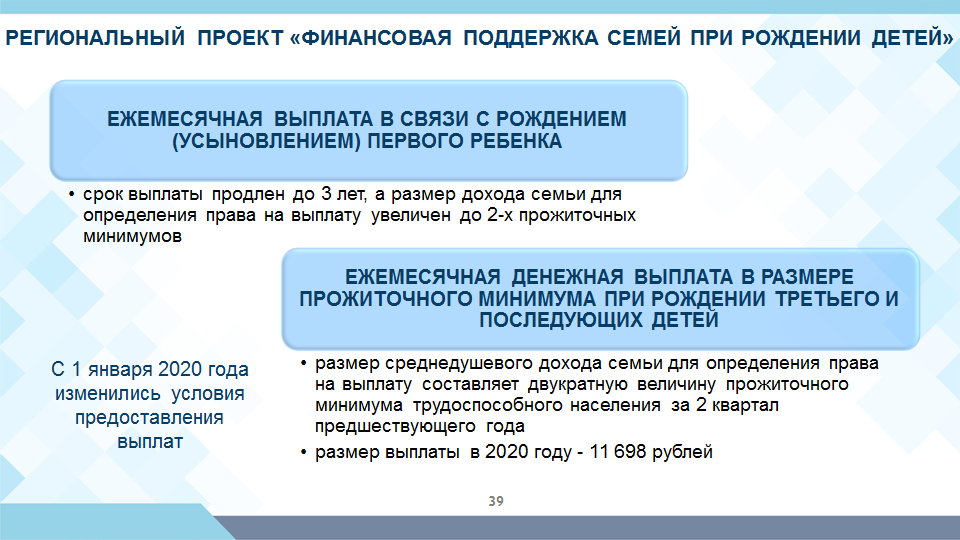 РЕГИОНАЛЬНЫЙ ПРОЕКТ «ФИНАНСОВАЯ ПОДДЕРЖКА СЕМЕЙ ПРИ РОЖДЕНИИ ДЕТЕЙ»
ЕЖЕМЕСЯЧНАЯ ВЫПЛАТА В СВЯЗИ С РОЖДЕНИЕМ
(УСЫНОВЛЕНИЕМ) ПЕРВОГО РЕБЕНКА
• срок выплаты продлен до 3 лет, а размер дохода семьи для
определения права на выплату увеличен до 2-х прожиточных
минимумов
ЕЖЕМЕСЯЧНАЯ ДЕНЕЖНАЯ ВЫПЛАТА В РАЗМЕРЕ
ПРОЖИТОЧНОГО МИНИМУМА ПРИ РОЖДЕНИИ ТРЕТЬЕГО И
ПОСЛЕДУЮЩИХ ДЕТЕЙ
С 1 января 2020 года
изменились условия
предоставления
выплат
• размер среднедушевого дохода семьи для определения права
на выплату составляет двукратную величину прожиточного
минимума трудоспособного населения за 2 квартал
предшествующего года
• размер выплаты в 2020 году - 11 698 рублей
39